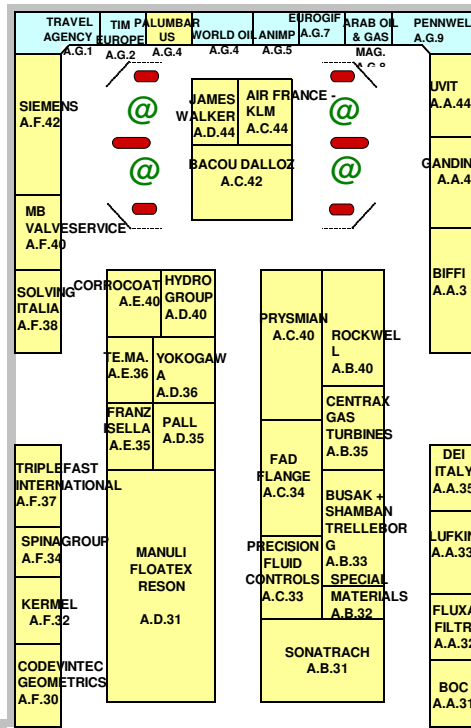 TRAVEL
AGENCY
A.G.1
TIM
EUROPE
A.G.2
PALUMBAR
US
A.G.4
WORLD OIL
A.G.4
ANIMP
A.G.5
EUROGIF
A.G.7
ARAB OIL
& GAS
MAG.
A.G.8
PENNWEL
A.G.9
SIEMENS
A.F.42
@
@
@
@
JAMES
WALKER
A.D.44
AIR FRANCE -
KLM
A.C.44
BACOU DALLOZ
A.C.42
UVIT
A.A.44
GANDIN
A.A.4
MB
VALVESERVICE
A.F.40
BIFFI
A.A.3
SOLVING
ITALIA
A.F.38
CORROCOAT
A.E.40
HYDRO
GROUP
A.D.40
PRYSMIAN
A.C.40
ROCKWEL
L
A.B.40
TE.MA.
A.E.36
YOKOGAW
A
A.D.36
FRANZ
ISELLA
A.E.35
PALL
A.D.35
CENTRAX
GAS
TURBINES
A.B.35
FAD
FLANGE
A.C.34
TRIPLEFAST
INTERNATIONAL
A.F.37
DEI
ITALY
A.A.35
BUSAK +
SHAMBAN
TRELLEBOR
G
A.B.33
SPINAGROUP
A.F.34
MANULI
FLOATEX
RESON
A.D.31
PRECISION
FLUID
CONTROLS
A.C.33
LUFKIN
A.A.33
SPECIAL
MATERIALS
A.B.32
KERMEL
A.F.32
FLUXA
FILTR
A.A.32
SONATRACH
A.B.31
CODEVINTEC
GEOMETRICS
A.F.30
BOC
A.A.31